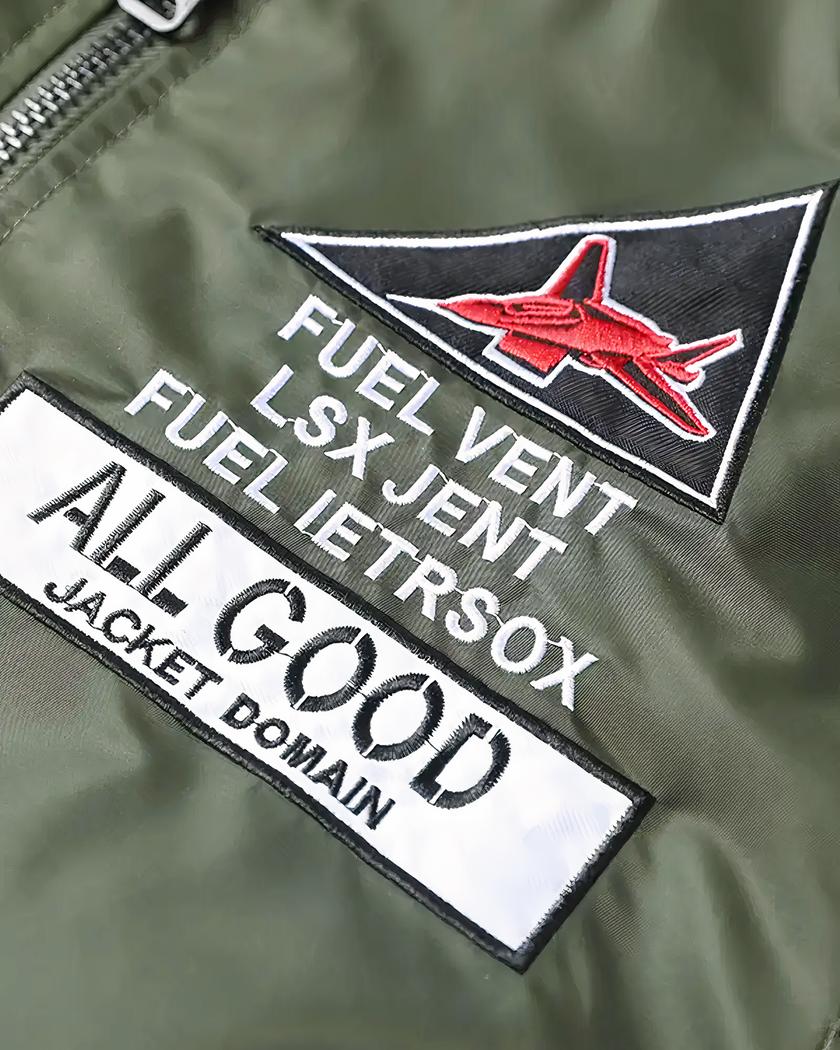 FUEL VENT
LSX JENT
FUEL IETRSOX
ALL GOOD
JACKET DOMAIN